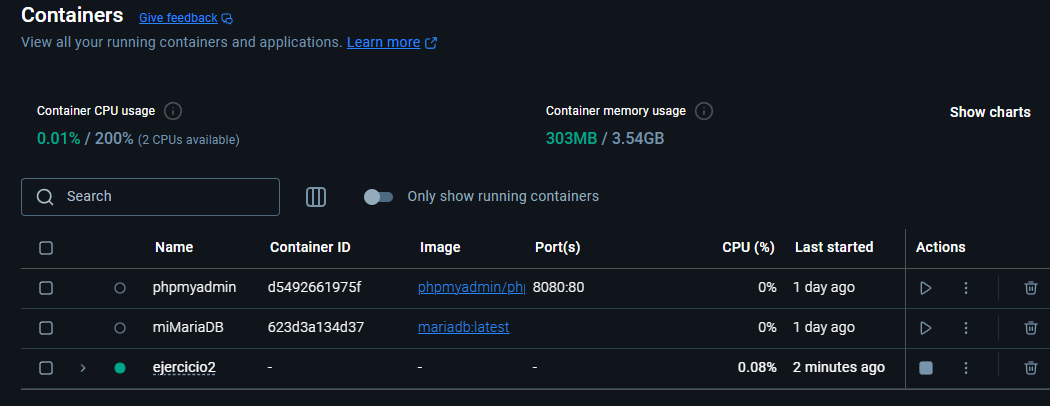 Containers Give feedback
View all your running containers and applications. Learn more
Container CPU usage
0.01% / 200% (2 CPUs available)
Container memory usage
303MB / 3.54GB
Show charts
Search
Only show running containers
Name Container ID Image Port(s) CPU (%) Last started Actions
phpmyadmin d5492661975f phpmyadmin/ph 8080:80 0% 1 day ago
miMariaDB 623d3a134d37 mariadb:latest 0% 1 day ago
ejercicio2 - - - 0.08% 2 minutes ago